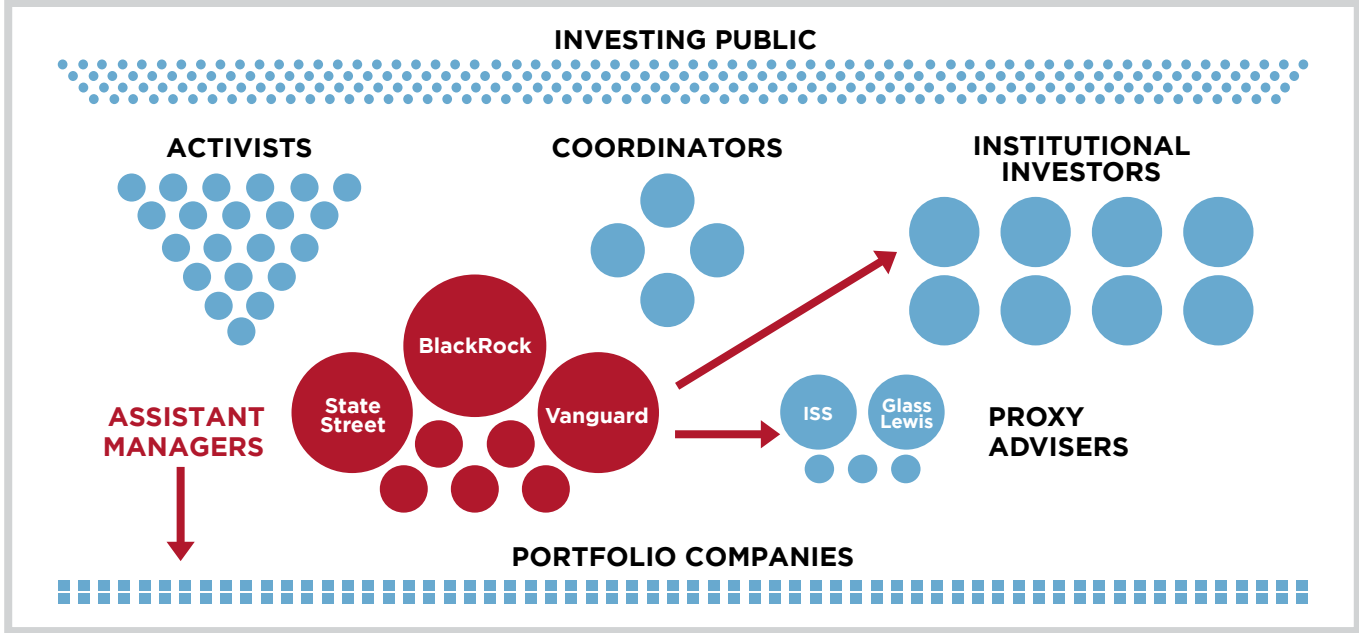 INVESTING PUBLIC
ACTIVISTS
COORDINATORS
INSTITUTIONAL
INVESTORS
BlackRock
State
Street
Vanguard
ASSISTANT
MANAGERS
ISS
Glass
Lewis
PROXY
ADVISERS
PORTFOLIO COMPANIES